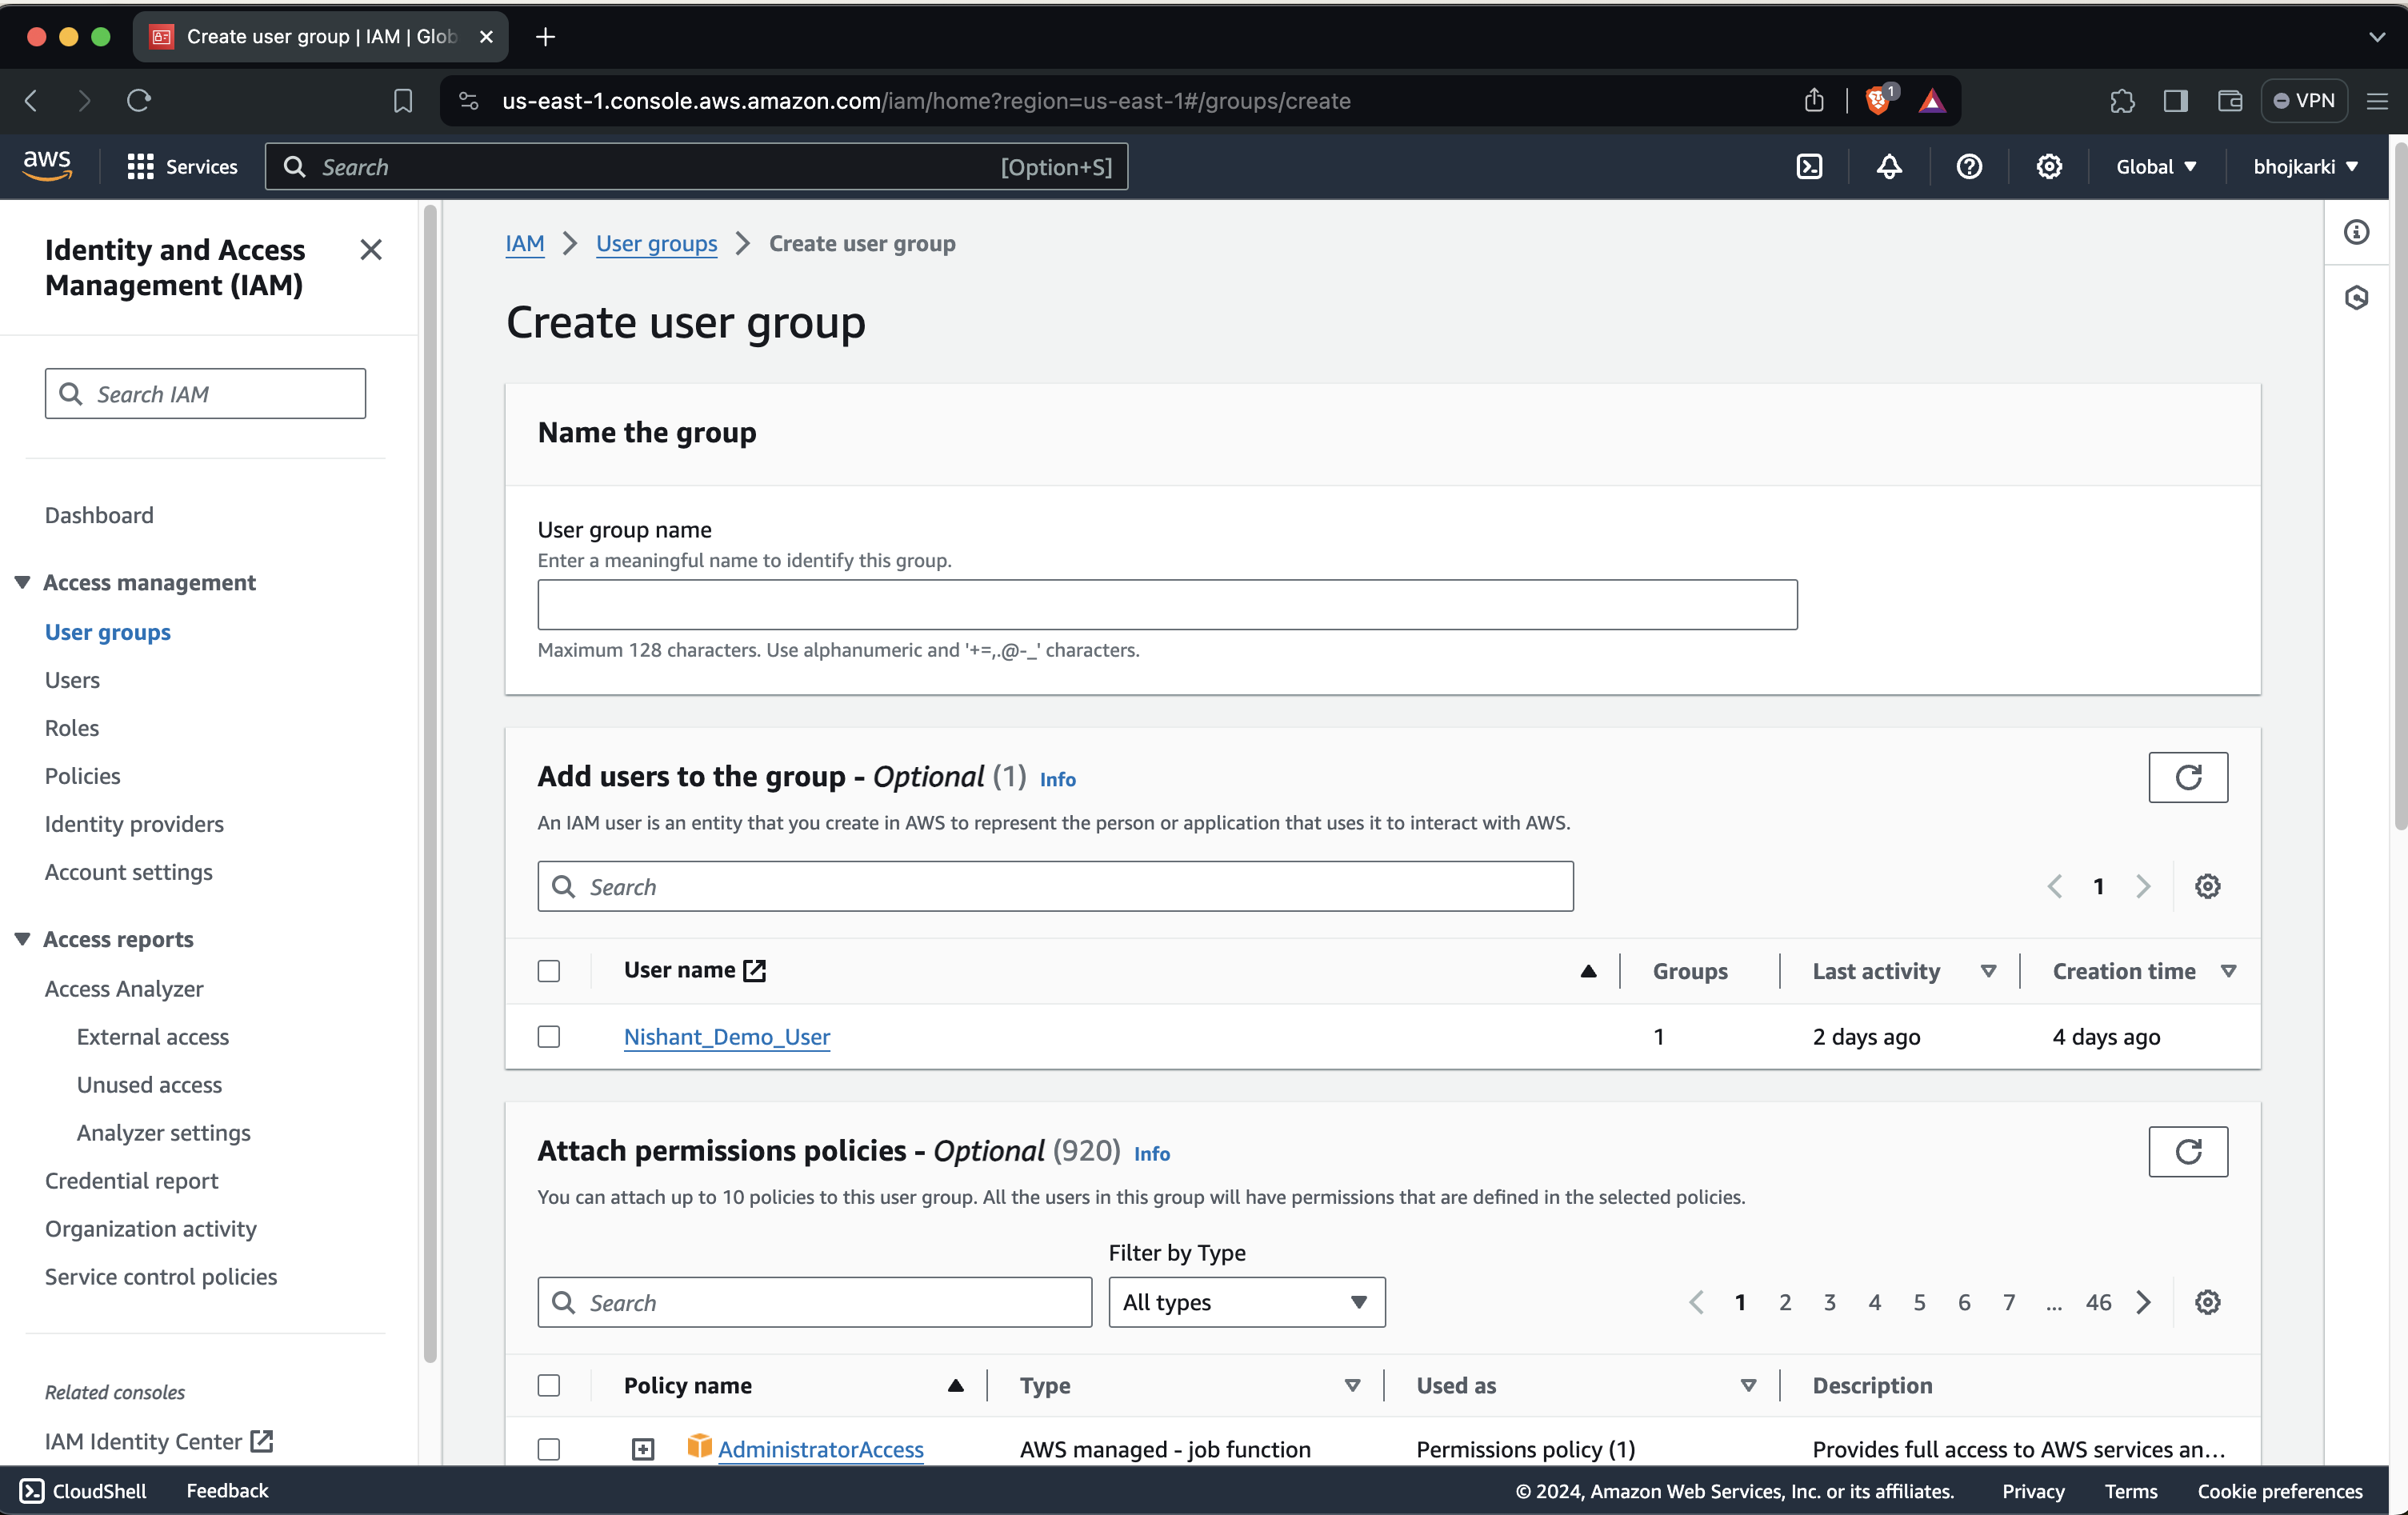 Create user group | IAM | Glob
us-east-1.console.aws.amazon.com/iam/home?region=us-east-1#/groups/create
1
VPN
aws
Services
Search
[Option+S]
Global
bhojkarki
Identity and Access
Management (IAM)
Search IAM
Dashboard
Access management
User groups
Users
Roles
Policies
Identity providers
Account settings
Access reports
Access Analyzer
External access
Unused access
Analyzer settings
Credential report
Organization activity
Service control policies
Related consoles
IAM Identity Center
IAM > User groups > Create user group
Create user group
Name the group
User group name
Enter a meaningful name to identify this group.
Maximum 128 characters. Use alphanumeric and '+=,.@-_' characters.
Add users to the group - Optional (1) Info
An IAM user is an entity that you create in AWS to represent the person or application that uses it to interact with AWS.
Search
1
User name Groups Last activity Creation time
Nishant_Demo_User 1 2 days ago 4 days ago
Attach permissions policies - Optional (920) Info
You can attach up to 10 policies to this user group. All the users in this group will have permissions that are defined in the selected policies.
Filter by Type
Search
All types
1 2 3 4 5 6 7 ... 46
Policy name Type Used as Description
AdministratorAccess AWS managed - job function Permissions policy (1) Provides full access to AWS services an...
CloudShell Feedback © 2024, Amazon Web Services, Inc. or its affiliates. Privacy Terms Cookie preferences